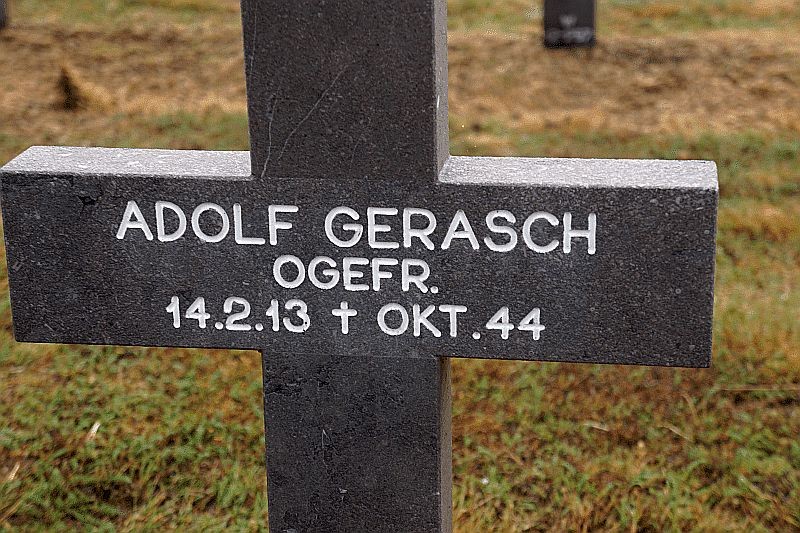 ADOLF GERASCH
OGEFR.
14.2.13 † OKT.44